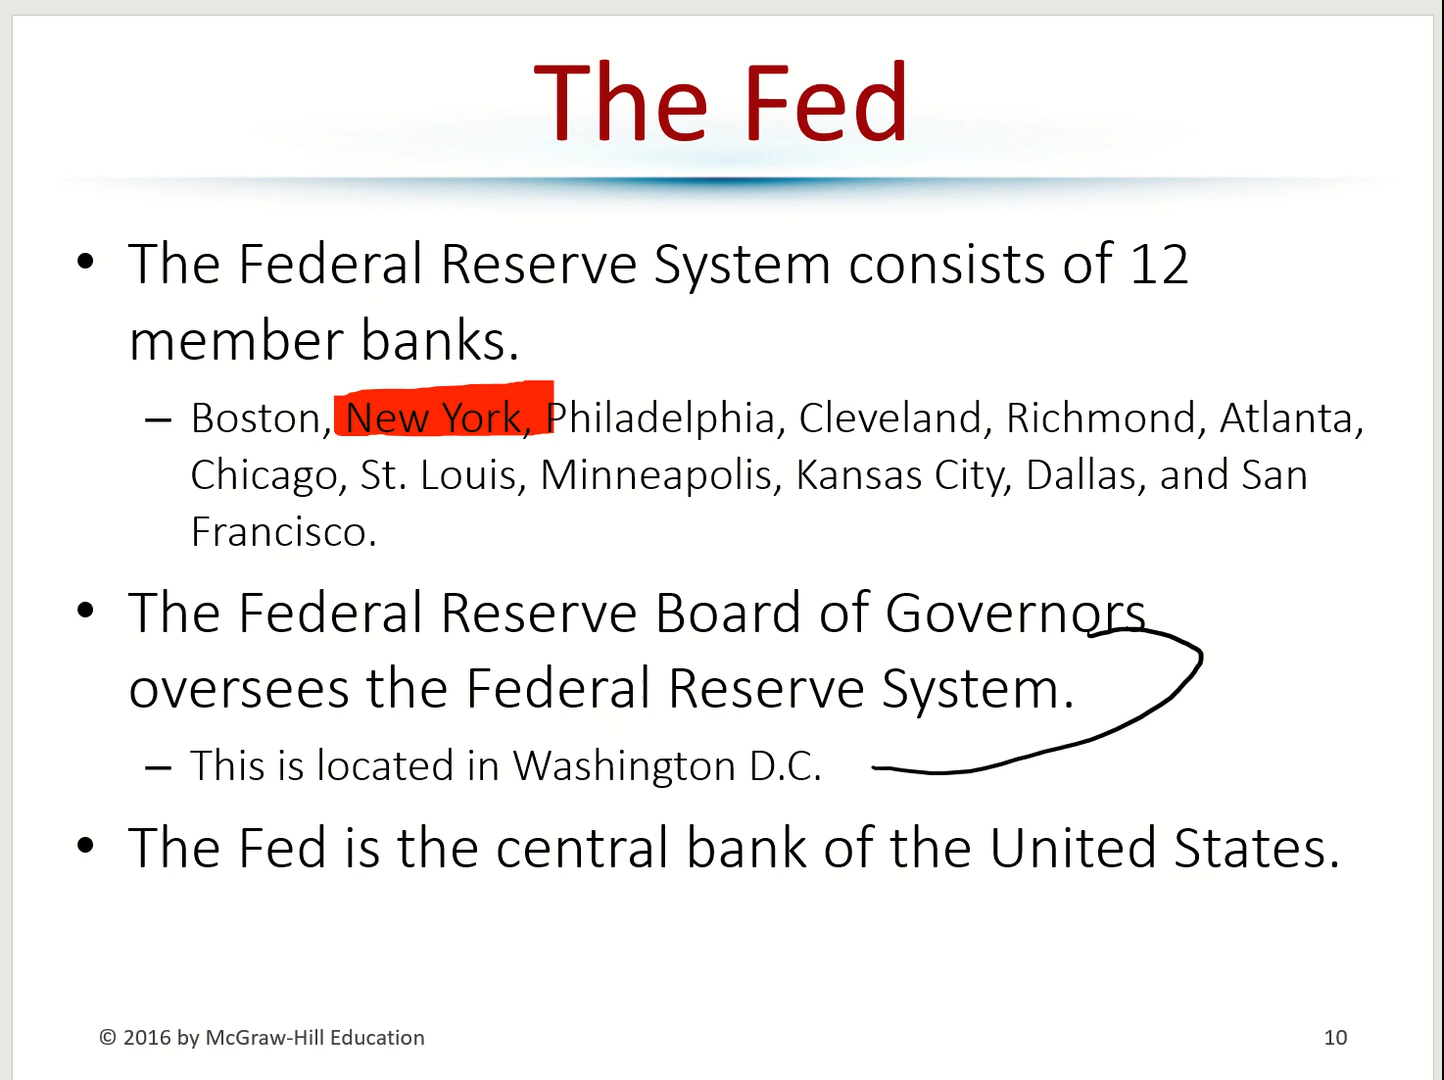 The Fed
• The Federal Reserve System consists of 12
member banks.
– Boston, New York, Philadelphia, Cleveland, Richmond, Atlanta,
Chicago, St. Louis, Minneapolis, Kansas City, Dallas, and San
Francisco.
• The Federal Reserve Board of Governors
oversees the Federal Reserve System.
– This is located in Washington D.C.
• The Fed is the central bank of the United States.
© 2016 by McGraw-Hill Education
10